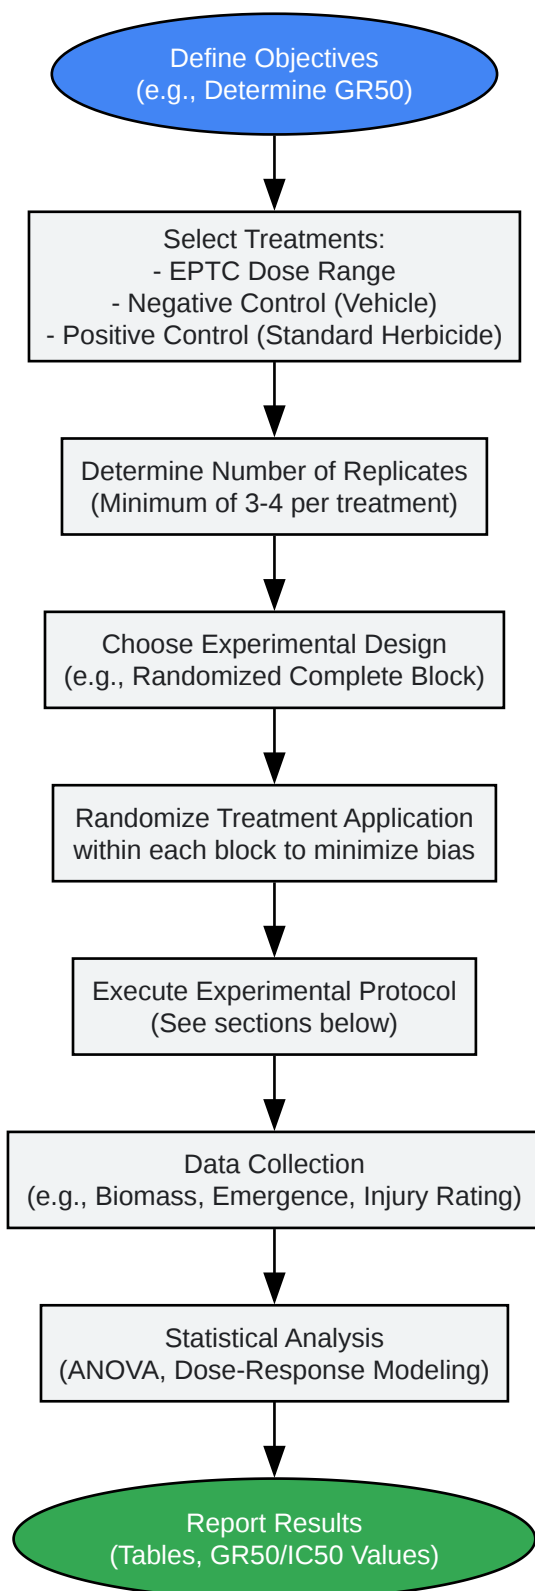 Define Objectives
(e.g., Determine GR50)
Select Treatments:
- EPTC Dose Range
- Negative Control (Vehicle)
- Positive Control (Standard Herbicide)
Determine Number of Replicates
(Minimum of 3-4 per treatment)
Choose Experimental Design
(e.g., Randomized Complete Block)
Randomize Treatment Application
within each block to minimize bias
Execute Experimental Protocol
(See sections below)
Data Collection
(e.g., Biomass, Emergence, Injury Rating)
Statistical Analysis
(ANOVA, Dose-Response Modeling)
Report Results
(Tables, GR50/IC50 Values)